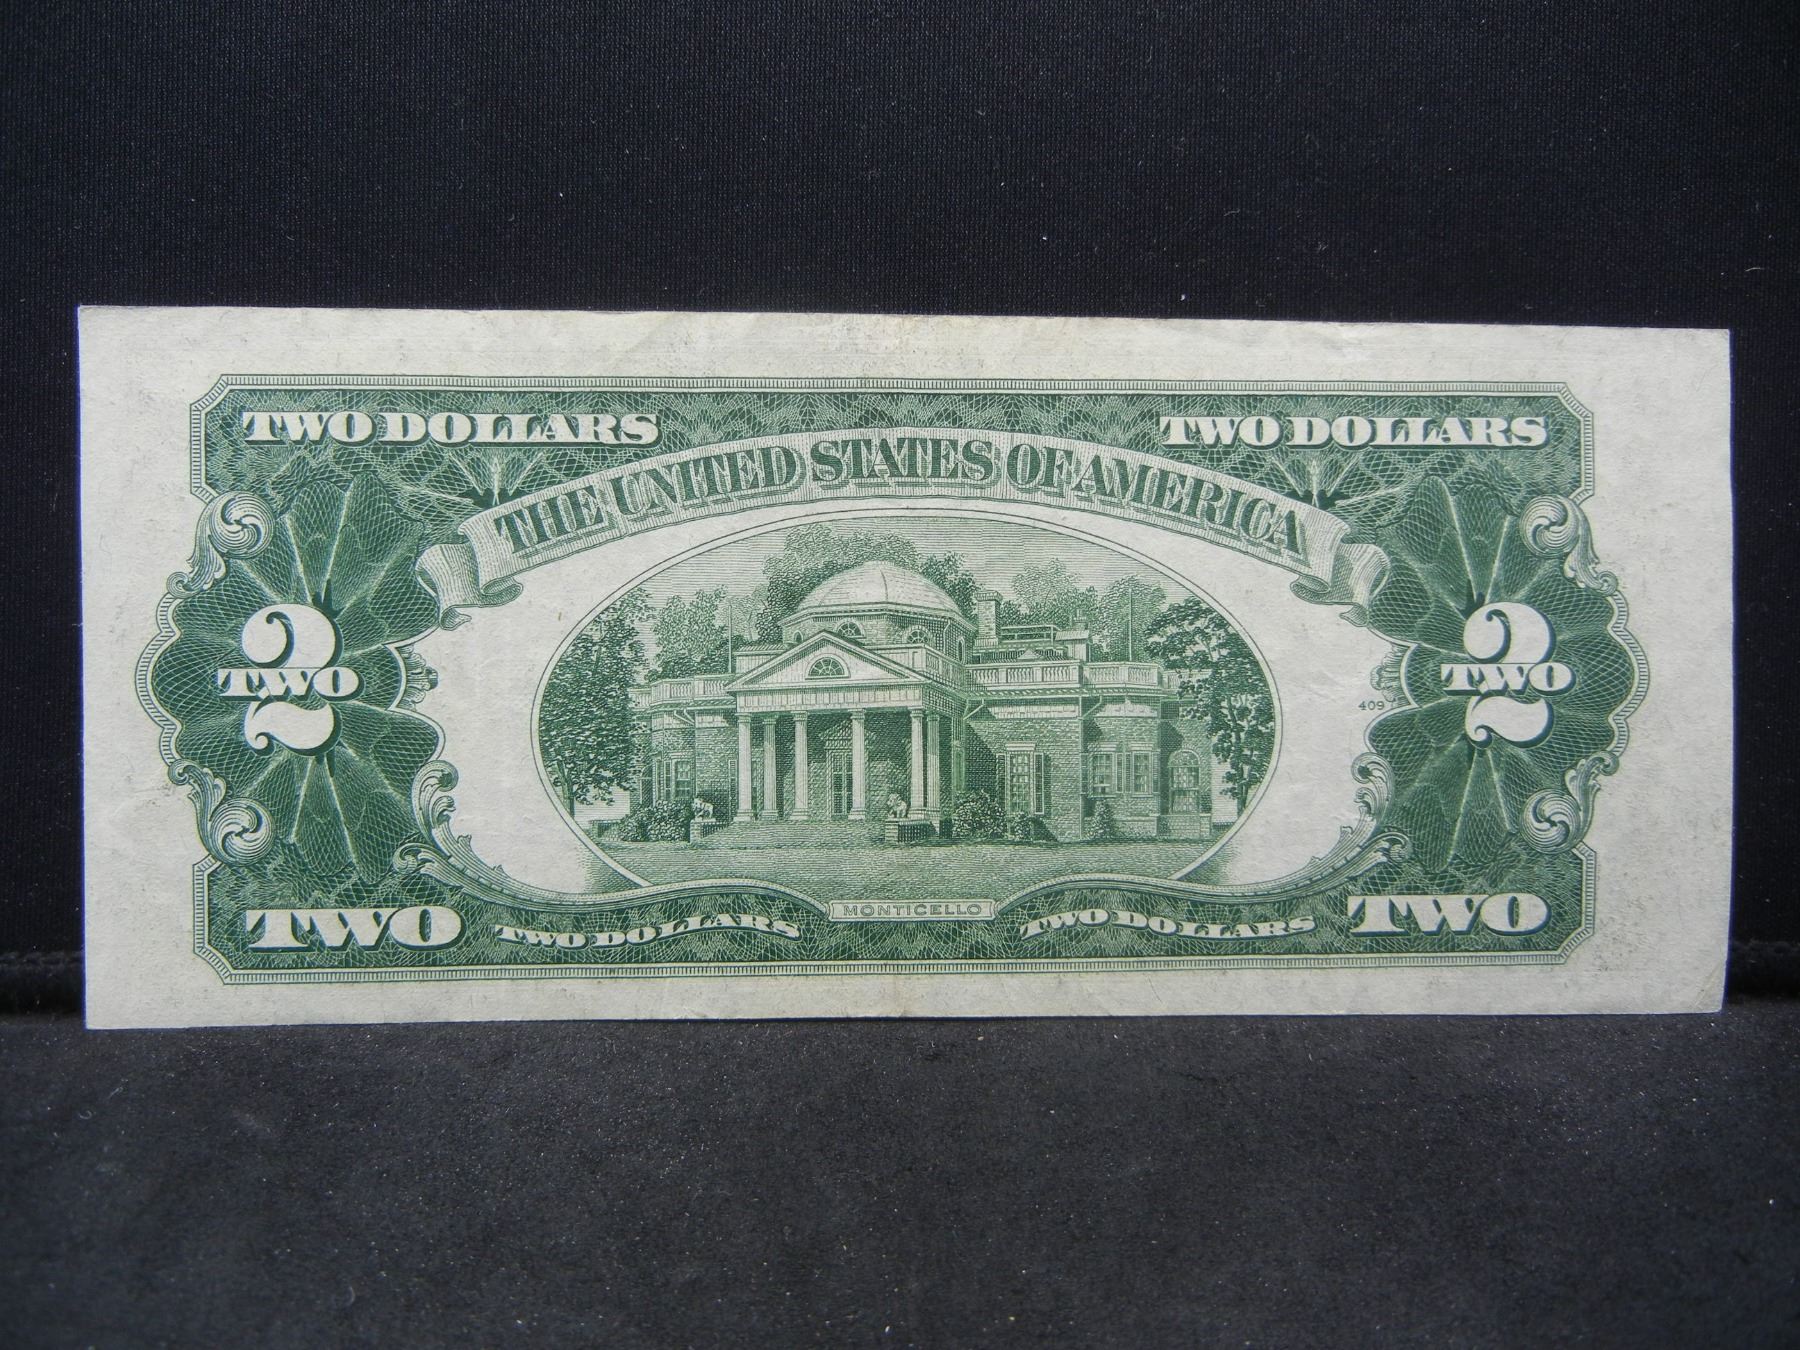 TWO DOLLARS TWO DOLLARS
THE UNITED STATES OF AMERICA
2 2
TWO TWO
409
MONTICELLO
TWO TWO DOLLARS TWO DOLLARS TWO